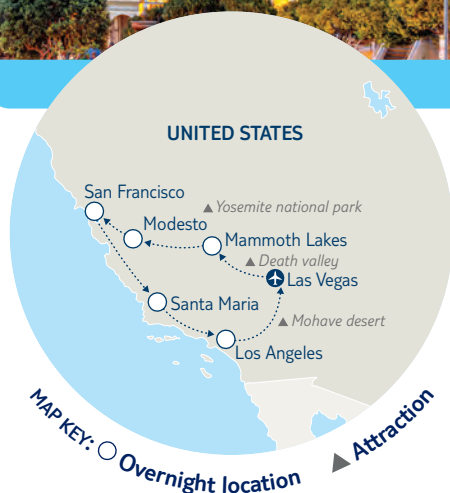 UNITED STATES
San Francisco
Yosemite national park
Modesto
Mammoth Lakes
Death valley
Las Vegas
Santa Maria
Mohave desert
Los Angeles
MAP KEY: Overnight location
Attraction